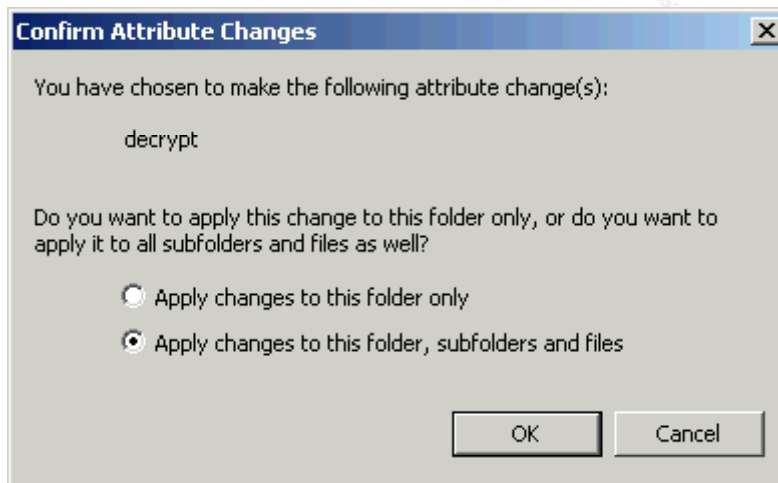 Confirm Attribute Changes
You have chosen to make the following attribute change(s):
decrypt
Do you want to apply this change to this folder only, or do you want to
apply it to all subfolders and files as well?
Apply changes to this folder only
Apply changes to this folder, subfolders and files
OK
Cancel